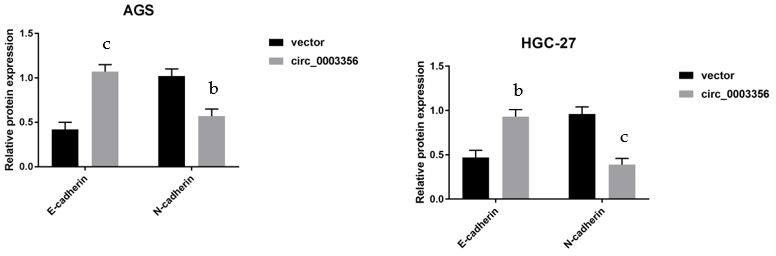 AGS
Relative protein expression
1.5
1.0
0.5
0.0
c
b
E-cadherin
N-cadherin
vector
circ_0003356
HGC-27
Relative protein expression
1.5
1.0
0.5
0.0
b
c
E-cadherin
N-cadherin
vector
circ_0003356